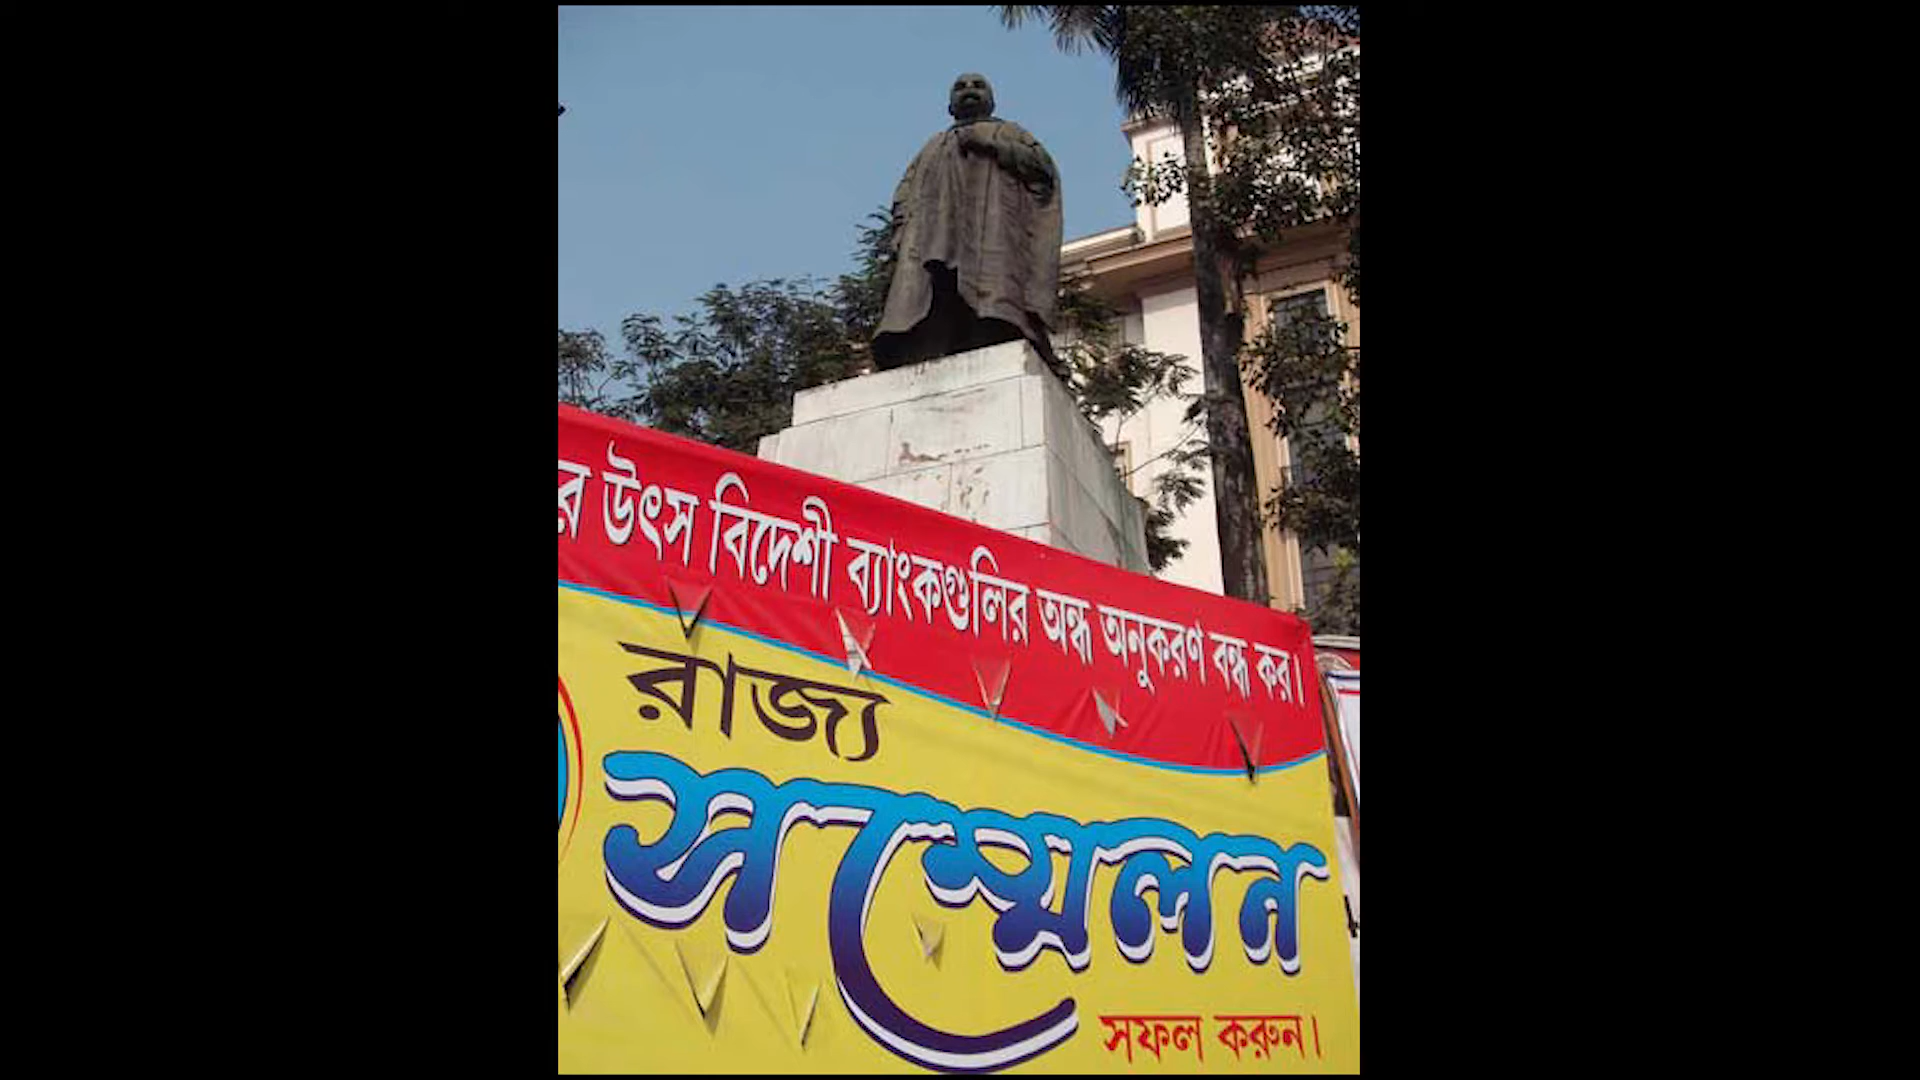 র উৎস বিদেশী ব্যাংকগুলির অন্ধ অনুকরণ বন্ধ কর।
রাজ্য
সম্মেলন
সফল করুন।